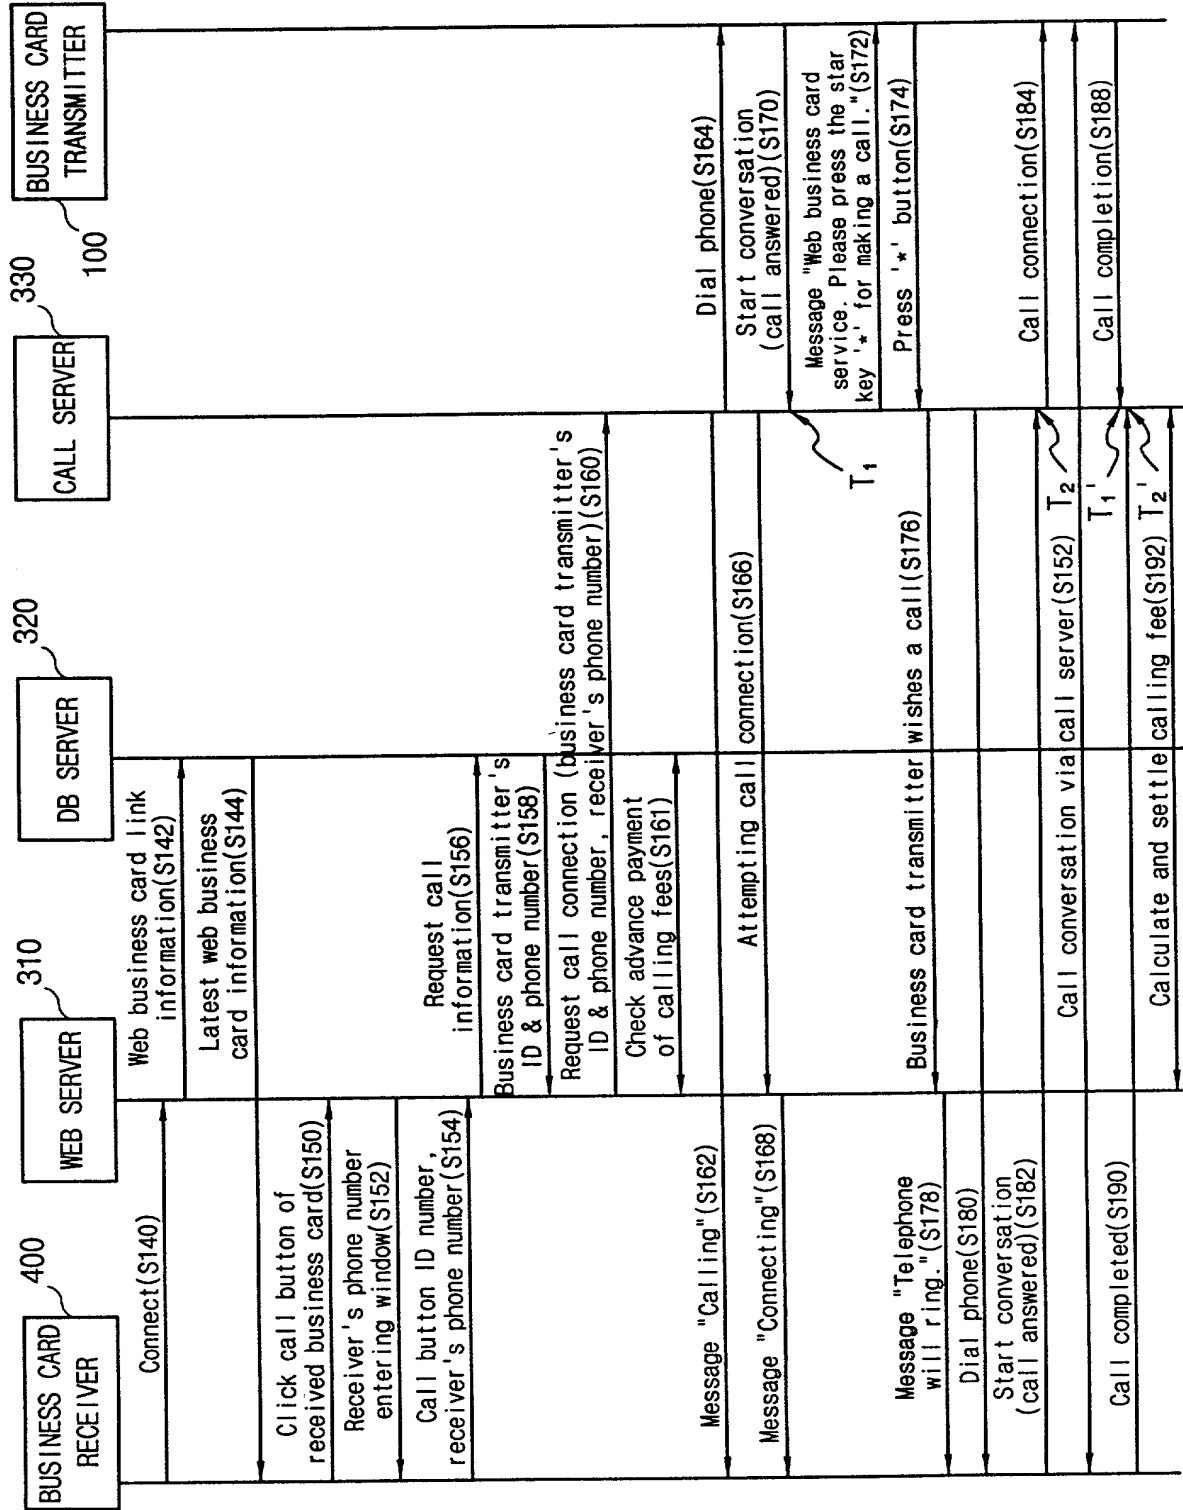 BUSINESS CARD
RECEIVER
400
WEB SERVER
310
DB SERVER
320
CALL SERVER
330
BUSINESS CARD
TRANSMITTER
100
Connect(S140)
Web business card link
information(S142)
Latest web business
card information(S144)
Click call button of
received business card(S150)
Receiver's phone number
entering window(S152)
Call button ID number,
receiver's phone number(S154)
Request call
information(S156)
Business card transmitter's
ID & phone number(S158)
Request call connection (business card transmitter's
ID & phone number, receiver's phone number)(S160)
Check advance payment
of calling fees(S161)
Message "Calling"(S162)
Dial phone(S164)
Attempting call connection(S166)
Message "Connecting"(S168)
Start conversation
(call answered)(S170)
T1
Message "Web business card
service. Please press the star
key '*' for making a call."(S172)
Press '*' button(S174)
Business card transmitter wishes a call(S176)
Message "Telephone
will ring."(S178)
Dial phone(S180)
Start conversation
(call answered)(S182)
T2
Call connection(S184)
Call conversation via call server(S152)
T1'
Call completion(S188)
Call completed(S190)
T2'
Calculate and settle calling fee(S192)